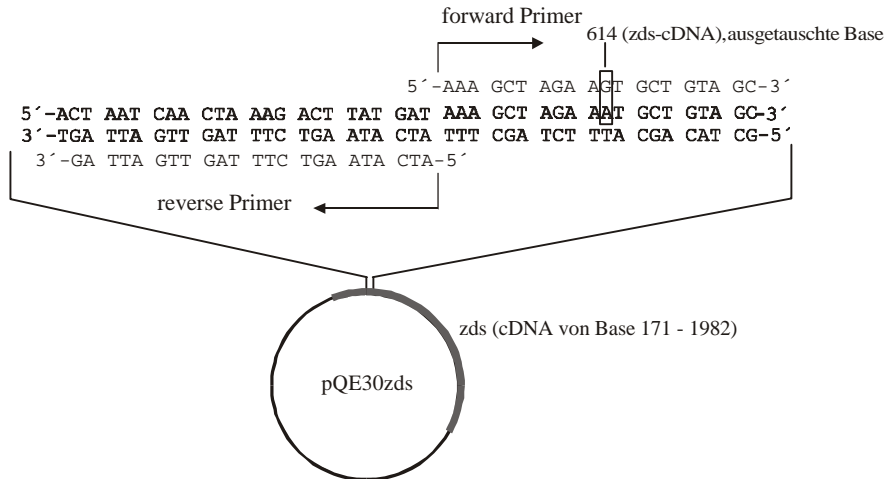 forward Primer
614 (zds-cDNA),ausgetauschte Base
5´-AAA GCT AGA AGT GCT GTA GC-3´
5´-ACT AAT CAA CTA AAG ACT TAT GAT AAA GCT AGA AAT GCT GTA GC-3´
3´-TGA TTA GTT GAT TTC TGA ATA CTA TTT CGA TCT TTA CGA CAT CG-5´
3´-GA TTA GTT GAT TTC TGA ATA CTA-5´
reverse Primer
zds (cDNA von Base 171 - 1982)
pQE30zds